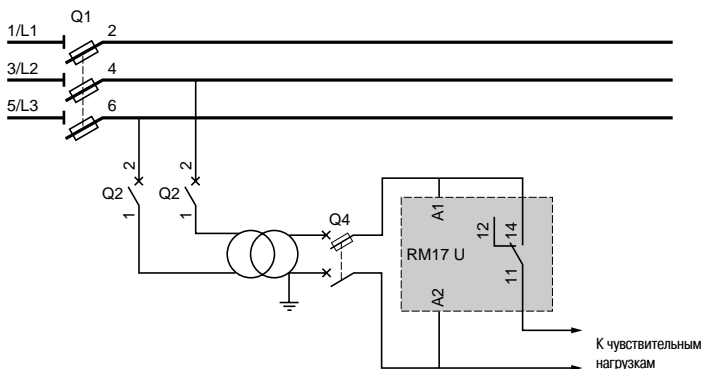 Q1
1/L1
2
3/L2
4
5/L3
6
2
2
Q2
Q2
1
1
Q4
A1
12
14
RM17 U
11
A2
К чувствительным
нагрузкам